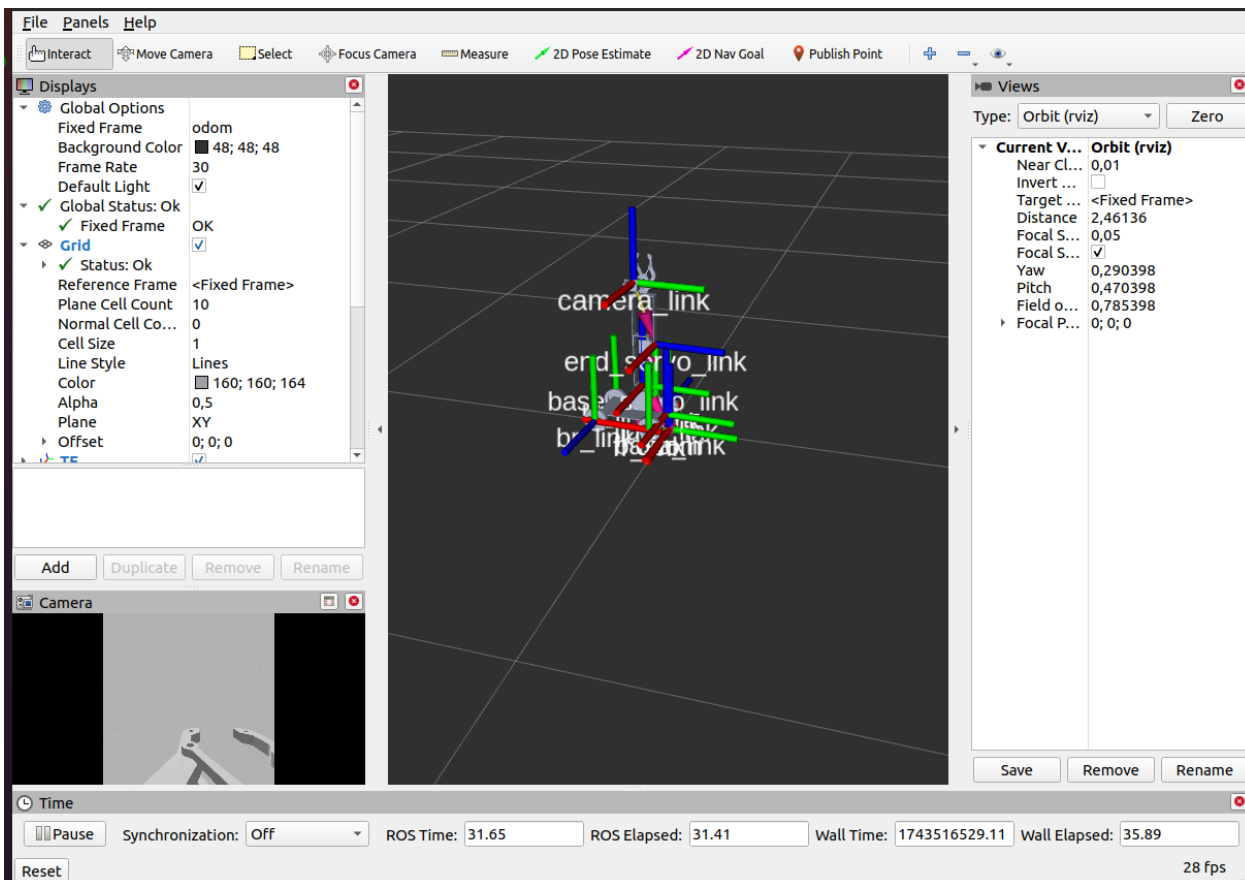 File Panels Help
Interact Move Camera Select Focus Camera Measure 2D Pose Estimate 2D Nav Goal Publish Point
Displays
Global Options
Fixed Frame odom
Background Color 48; 48; 48
Frame Rate 30
Default Light
Global Status: Ok
Fixed Frame OK
Grid
Status: Ok
Reference Frame <Fixed Frame>
Plane Cell Count 10
Normal Cell Co... 0
Cell Size 1
Line Style Lines
Color 160; 160; 164
Alpha 0,5
Plane XY
Offset 0; 0; 0
TF
Add Duplicate Remove Rename
Camera
camera_link
end_servo_link
base_servo_link
br_link
Views
Type: Orbit (rviz) Zero
Current V... Orbit (rviz)
Near Cl... 0,01
Invert ...
Target ... <Fixed Frame>
Distance 2,46136
Focal S... 0,05
Focal S...
Yaw 0,290398
Pitch 0,470398
Field o... 0,785398
Focal P... 0; 0; 0
Save Remove Rename
Time
Pause Synchronization: Off ROS Time: 31.65 ROS Elapsed: 31.41 Wall Time: 1743516529.11 Wall Elapsed: 35.89
Reset 28 fps